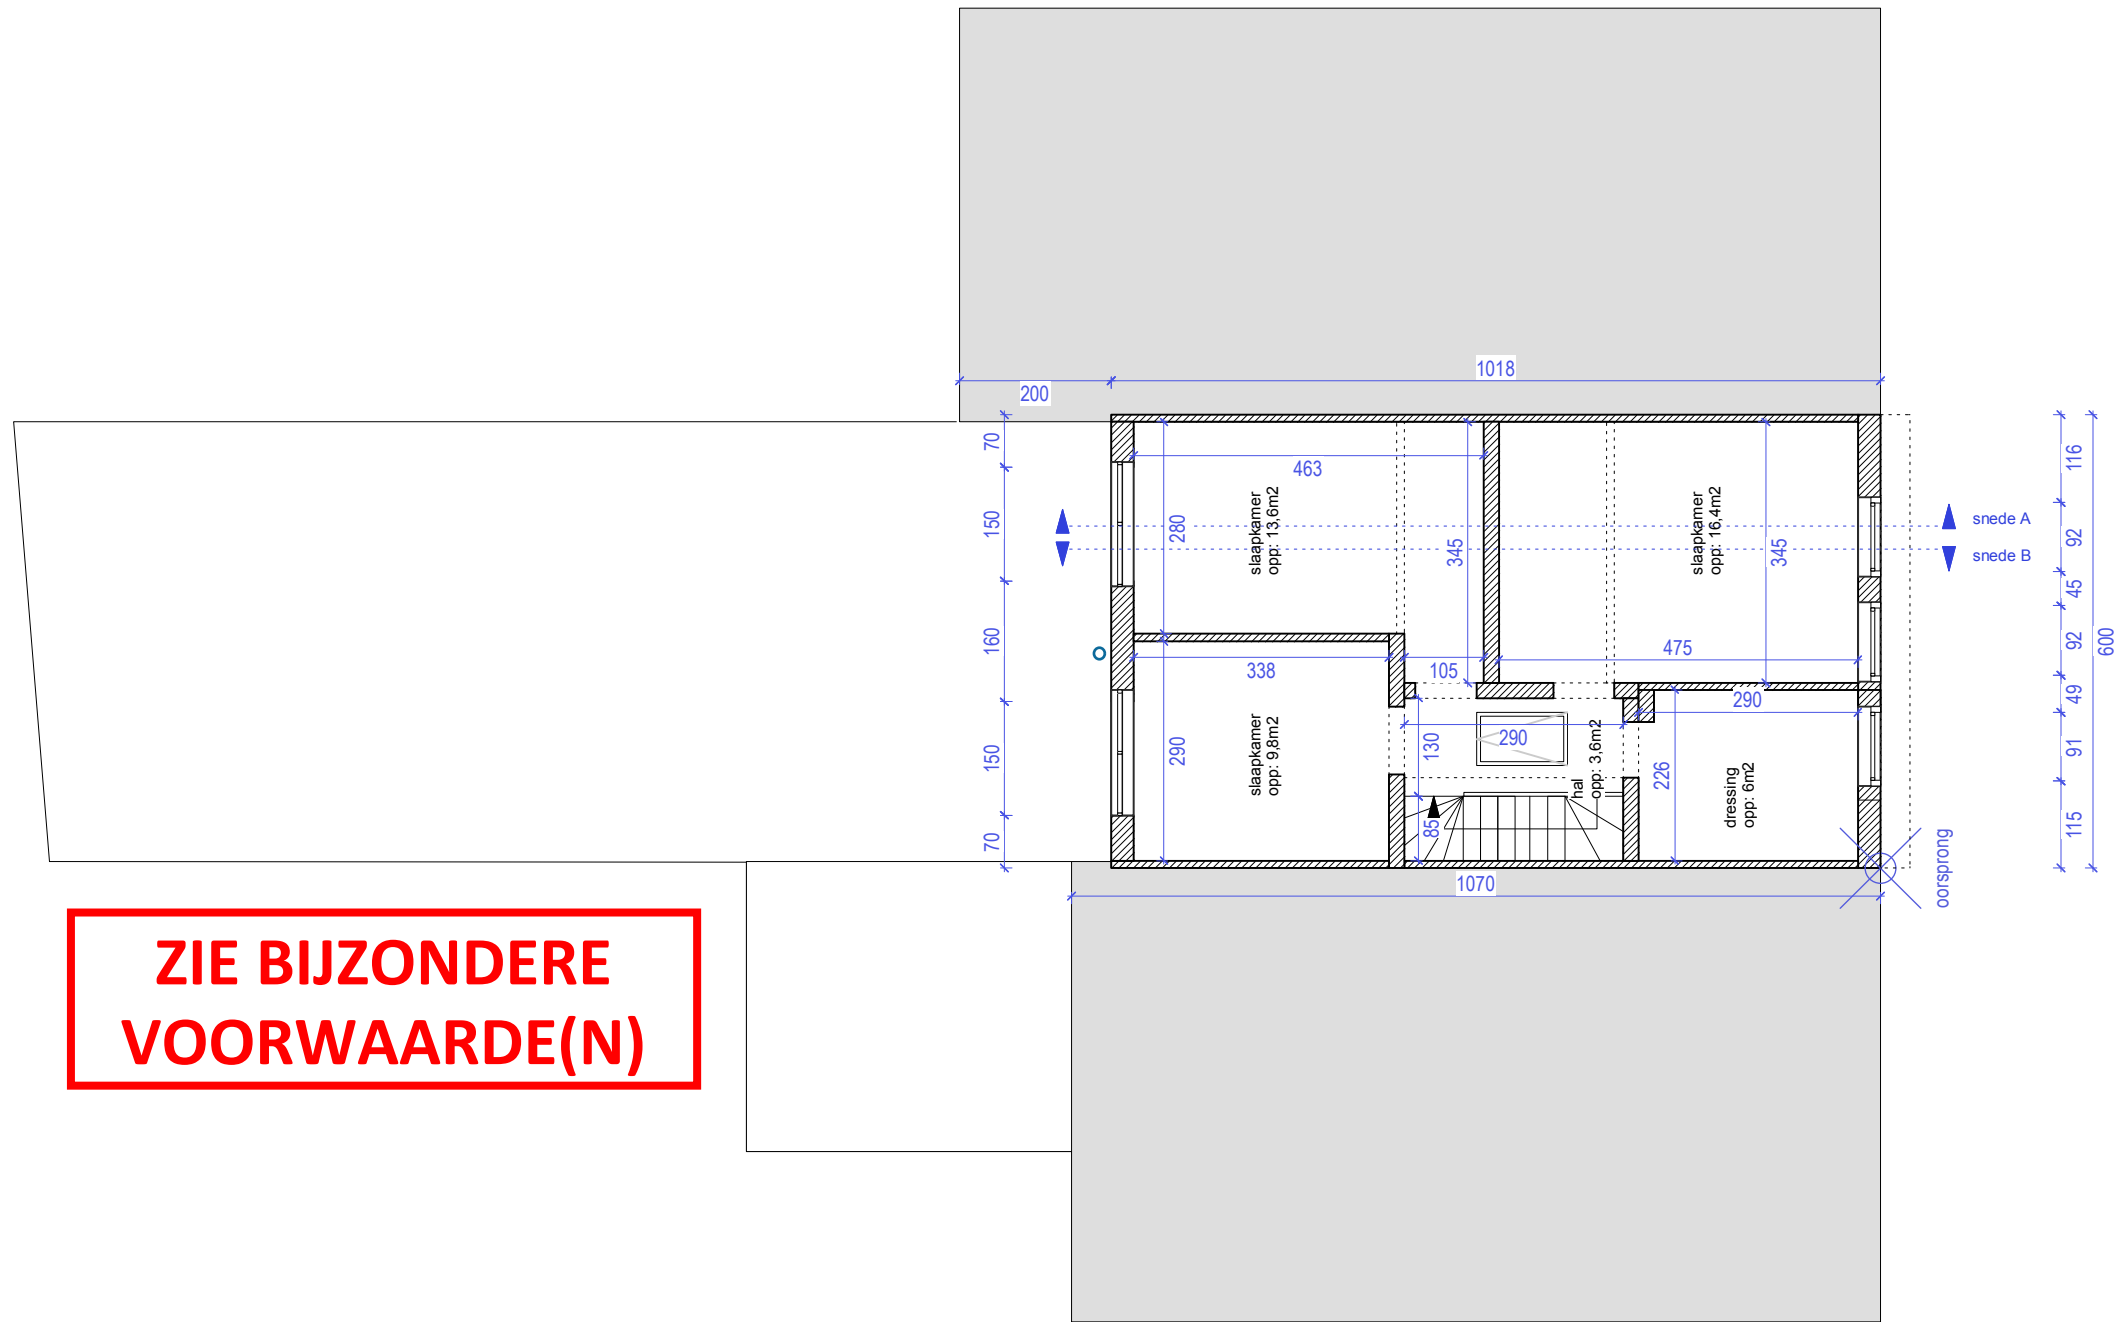 1018
200
70
463
116
slaapkamer
opp: 13,6m2
slaapkamer
opp: 16,4m2
150
280
345
345
snede A
92
snede B
45
160
338
105
475
92
600
49
290
slaapkamer
opp: 9,8m2
150
290
130
290
hal
opp: 3,6m2
226
dressing
opp: 6m2
91
70
85
115
1070
oorsprong
ZIE BIJZONDERE
VOORWAARDE(N)